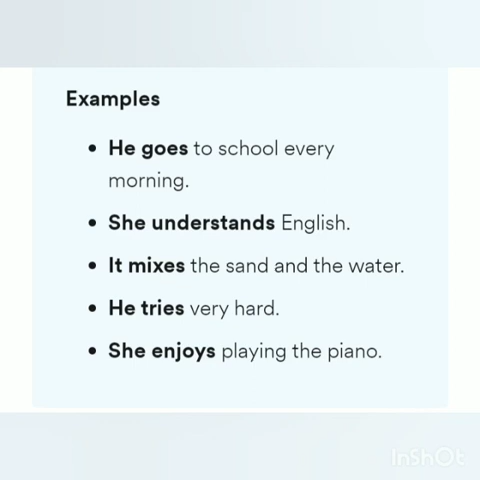 Examples
• He goes to school every
morning.
• She understands English.
• It mixes the sand and the water.
• He tries very hard.
• She enjoys playing the piano.
InShOt